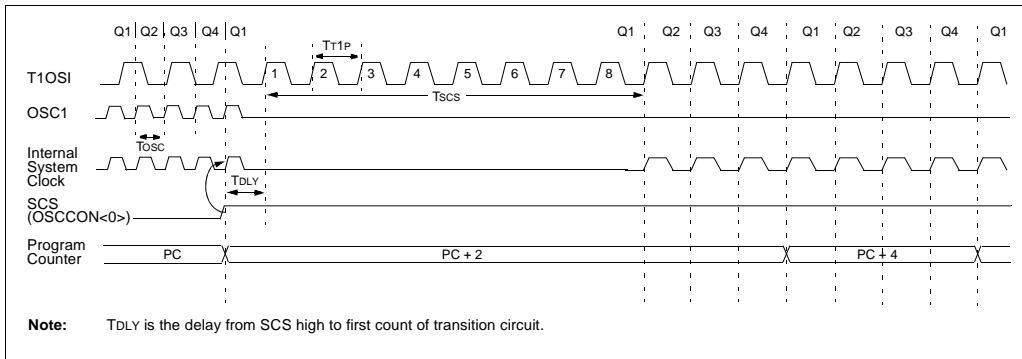 Q1 Q2 Q3 Q4 Q1 Q1 Q2 Q3 Q4 Q1 Q2 Q3 Q4 Q1
TT1P
T1OSI
1 2 3 4 5 6 7 8
TSCS
OSC1
TOSC
Internal
System
Clock
TDLY
SCS
(OSCCON<0>)
Program
Counter
PC PC + 2 PC + 4
Note: TDLY is the delay from SCS high to first count of transition circuit.